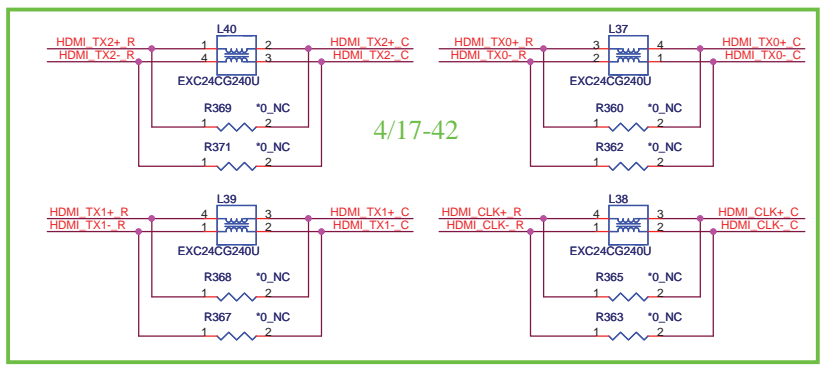 L40
HDMI_TX2+_R 1 2 HDMI_TX2+_C
HDMI_TX2-_R 4 3 HDMI_TX2-_C
EXC24CG240U
R369 *0_NC
1 2
R371 *0_NC
1 2
L37
HDMI_TX0+_R 3 4 HDMI_TX0+_C
HDMI_TX0-_R 2 1 HDMI_TX0-_C
EXC24CG240U
R360 *0_NC
1 2
R362 *0_NC
1 2
4/17-42
L39
HDMI_TX1+_R 4 3 HDMI_TX1+_C
HDMI_TX1-_R 1 2 HDMI_TX1-_C
EXC24CG240U
R368 *0_NC
1 2
R367 *0_NC
1 2
L38
HDMI_CLK+_R 4 3 HDMI_CLK+_C
HDMI_CLK-_R 1 2 HDMI_CLK-_C
EXC24CG240U
R365 *0_NC
1 2
R363 *0_NC
1 2